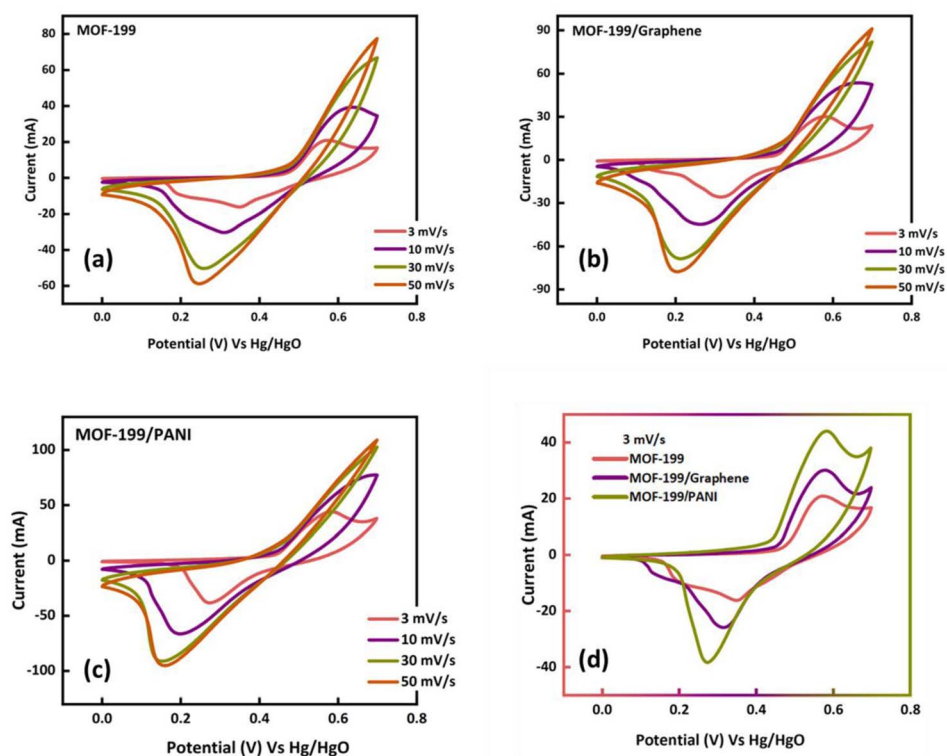 MOF-199
80
60
40
20
0
-20
-40
-60
Current (mA)
(a)
3 mV/s
10 mV/s
30 mV/s
50 mV/s
0.0 0.2 0.4 0.6 0.8
Potential (V) Vs Hg/HgO
MOF-199/Graphene
90
60
30
0
-30
-60
-90
Current (mA)
(b)
3 mV/s
10 mV/s
30 mV/s
50 mV/s
0.0 0.2 0.4 0.6 0.8
Potential (V) Vs Hg/HgO
MOF-199/PANI
100
50
0
-50
-100
Current (mA)
(c)
3 mV/s
10 mV/s
30 mV/s
50 mV/s
0.0 0.2 0.4 0.6 0.8
Potential (V) Vs Hg/HgO
3 mV/s
MOF-199
MOF-199/Graphene
MOF-199/PANI
40
20
0
-20
-40
Current (mA)
(d)
0.0 0.2 0.4 0.6 0.8
Potential (V) Vs Hg/HgO